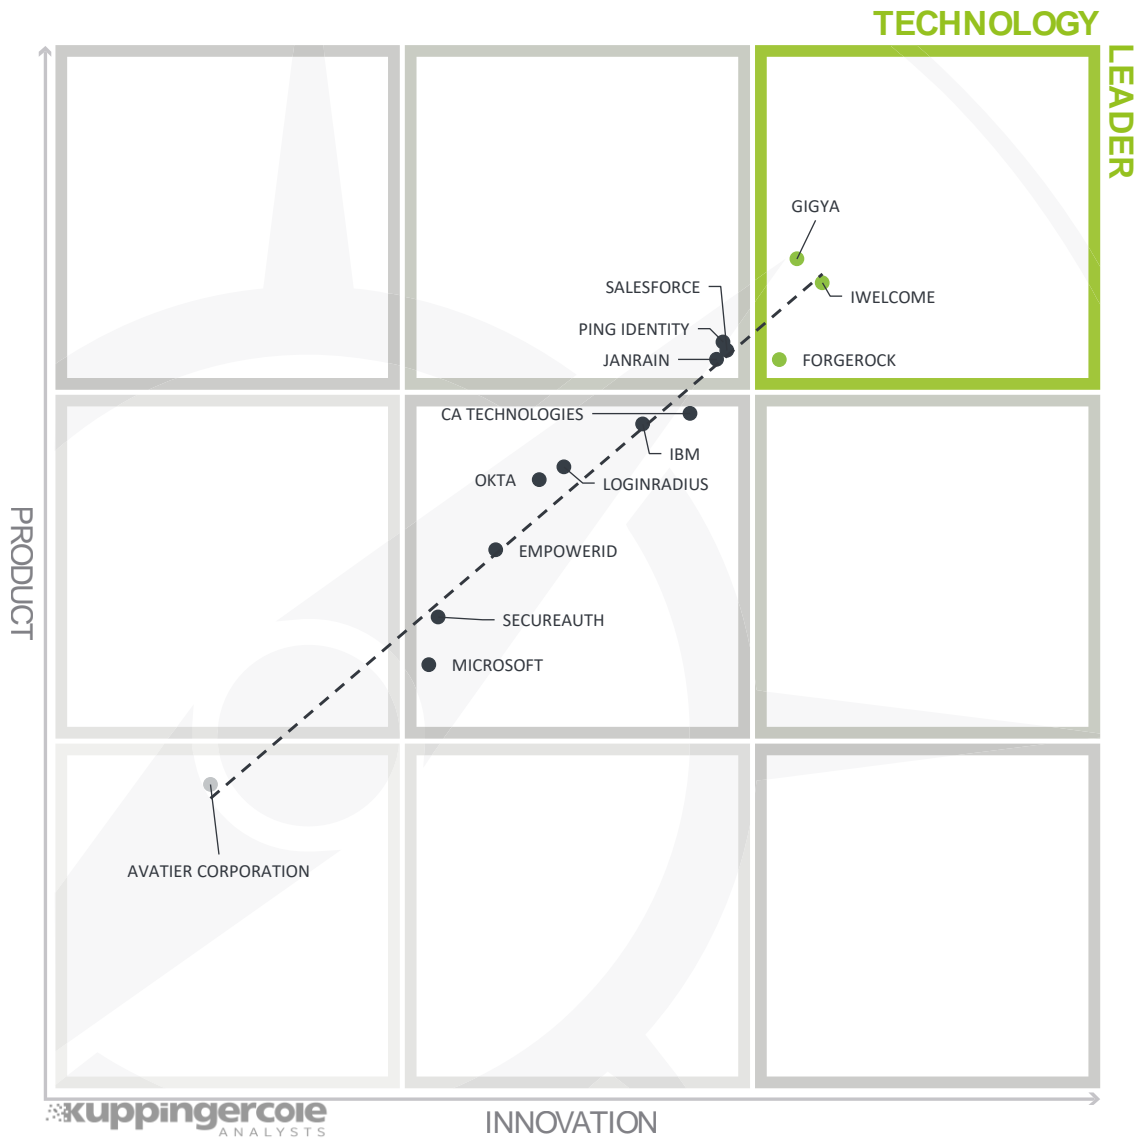 TECHNOLOGY
LEADER
GIGYA
SALESFORCE
IWELCOME
PING IDENTITY
JANRAIN
FORGEROCK
CA TECHNOLOGIES
IBM
OKTA
LOGINRADIUS
EMPOWERID
SECUREAUTH
MICROSOFT
AVATIER CORPORATION
PRODUCT
INNOVATION
kuppingercole
ANALYSTS